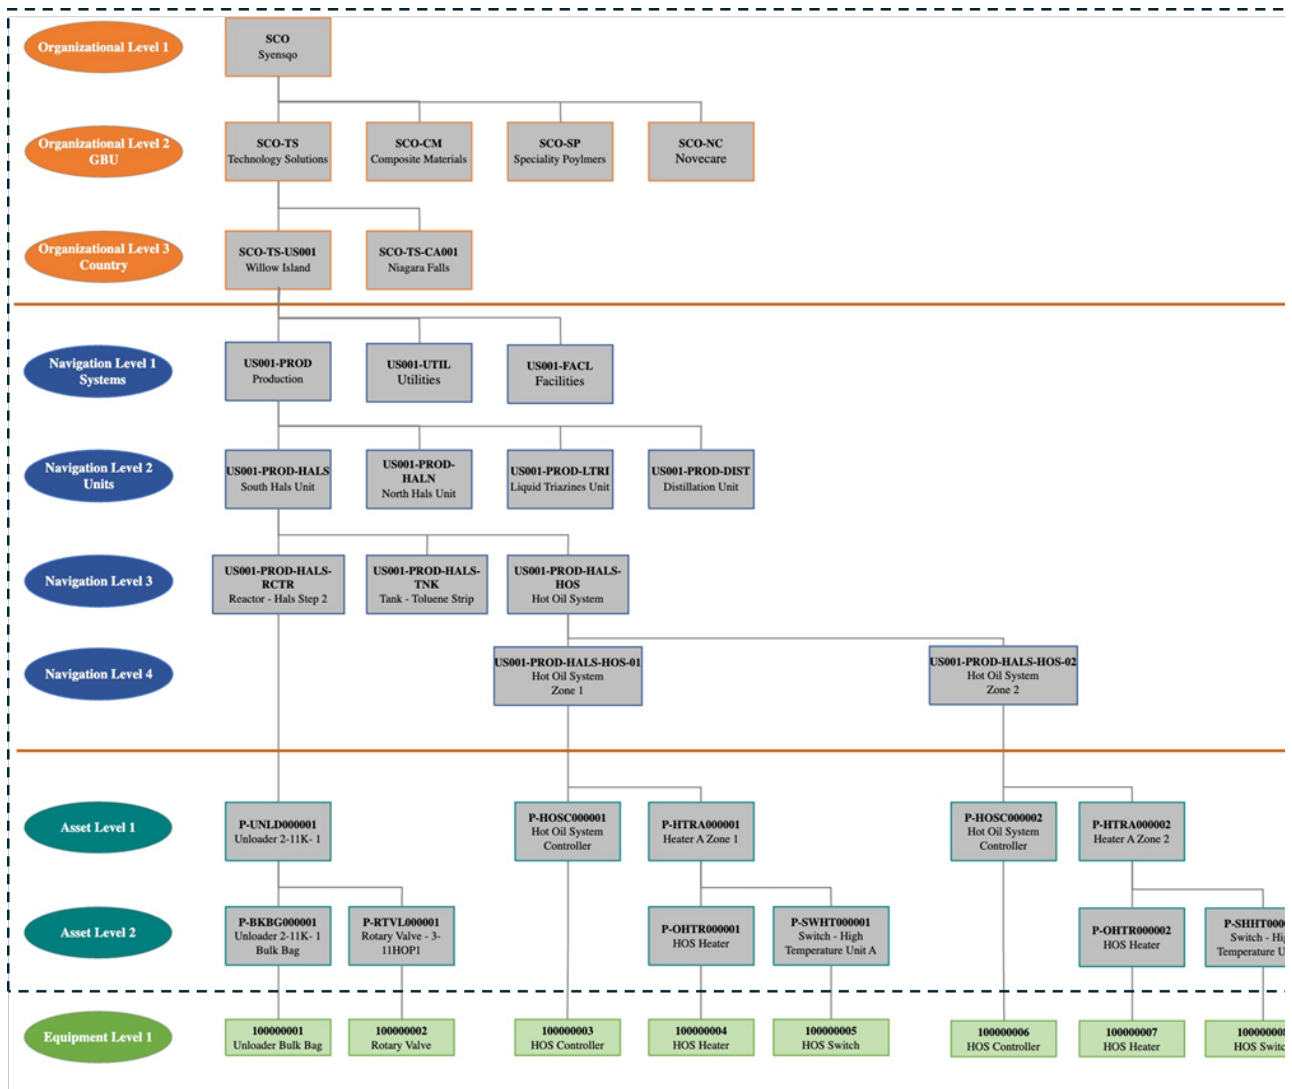 Organizational Level 1
SCO
Syensqo
Organizational Level 2
GBU
SCO-TS
Technology Solutions
SCO-CM
Composite Materials
SCO-SP
Speciality Poylmers
SCO-NC
Novecare
Organizational Level 3
Country
SCO-TS-US001
Willow Island
SCO-TS-CA001
Niagara Falls
Navigation Level 1
Systems
US001-PROD
Production
US001-UTIL
Utilities
US001-FACL
Facilities
Navigation Level 2
Units
US001-PROD-HALS
South Hals Unit
US001-PROD-
HALN
North Hals Unit
US001-PROD-LTRI
Liquid Triazines Unit
US001-PROD-DIST
Distillation Unit
Navigation Level 3
US001-PROD-HALS-
RCTR
Reactor - Hals Step 2
US001-PROD-HALS-
TNK
Tank - Toluene Strip
US001-PROD-HALS-
HOS
Hot Oil System
Navigation Level 4
US001-PROD-HALS-HOS-01
Hot Oil System
Zone 1
US001-PROD-HALS-HOS-02
Hot Oil System
Zone 2
Asset Level 1
P-UNLD000001
Unloader 2-11K- 1
P-HOSC000001
Hot Oil System
Controller
P-HTRA000001
Heater A Zone 1
P-HOSC000002
Hot Oil System
Controller
P-HTRA000002
Heater A Zone 2
Asset Level 2
P-BKBG000001
Unloader 2-11K- 1
Bulk Bag
P-RTVL000001
Rotary Valve - 3-
11HOP1
P-OHTR000001
HOS Heater
P-SWHT000001
Switch - High
Temperature Unit A
P-OHTR000002
HOS Heater
Switch -
Temperature
Equipment Level 1
100000001
Unloader Bulk Bag
100000002
Rotary Valve
100000003
HOS Controller
100000004
HOS Heater
100000005
HOS Switch
100000006
HOS Controller
100000007
HOS Heater
HOS